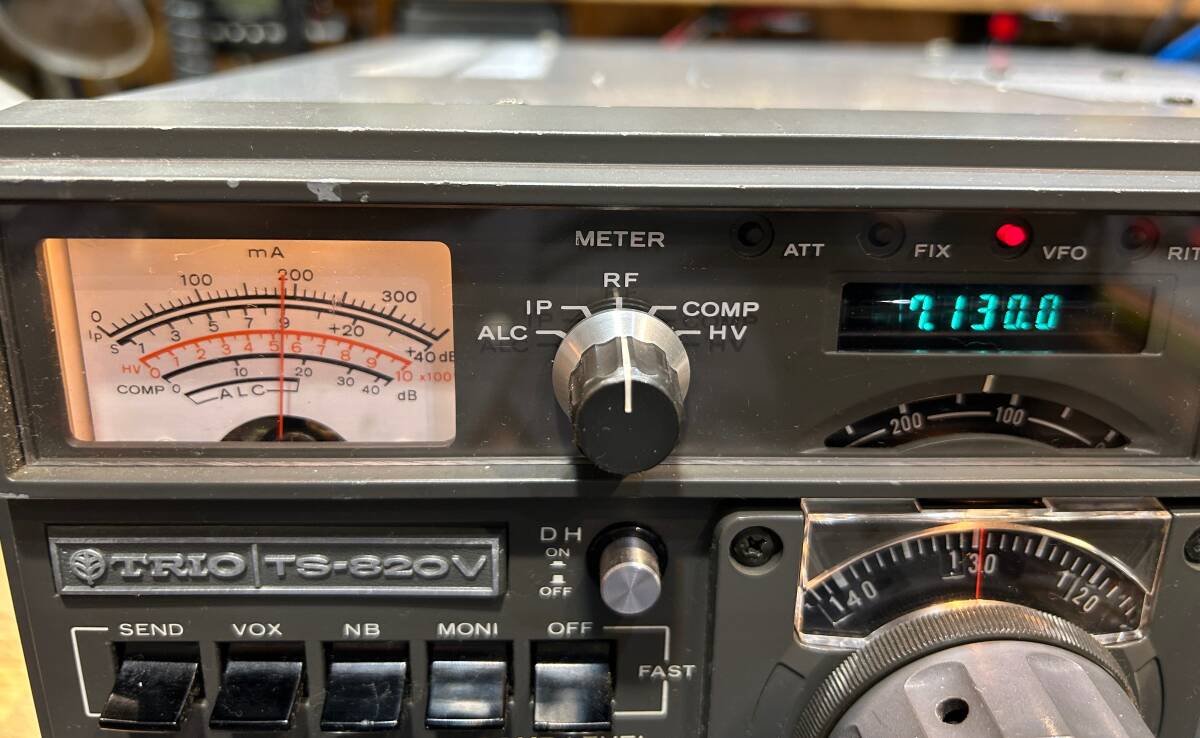 METER
mA
ATT FIX VFO RIT
RF
0 100 200 300
IP COMP
7.130.0
Ip
ALC HV
S 1 3 5 7 9 +20 +40 dB
HV 0 1 2 3 4 5 6 7 8 9 10 x100
COMP 0 10 20 30 40 dB
ALC
200 100
TRIO TS-820V
DH
ON
OFF
140 130 120
SEND VOX NB MONI OFF
FAST